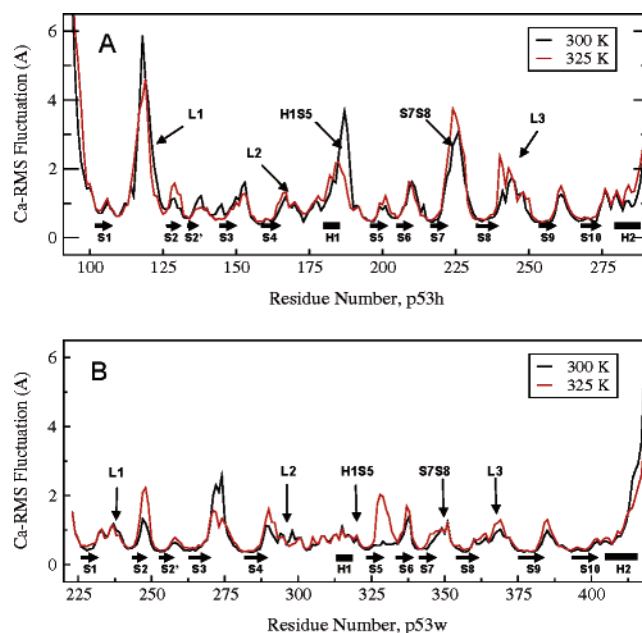 A
300 K
325 K
Ca-RMS Fluctuation (A)
6
4
2
0
L1
L2
H1S5
S7S8
L3
S1
S2
S2'
S3
S4
H1
S5
S6
S7
S8
S9
S10
H2
100
125
150
175
200
225
250
275
Residue Number, p53h
B
300 K
325 K
Ca-RMS Fluctuation (A)
6
4
2
0
L1
L2
H1S5
S7S8
L3
S1
S2
S2'
S3
S4
H1
S5
S6
S7
S8
S9
S10
H2
225
250
275
300
325
350
375
400
Residue Number, p53w